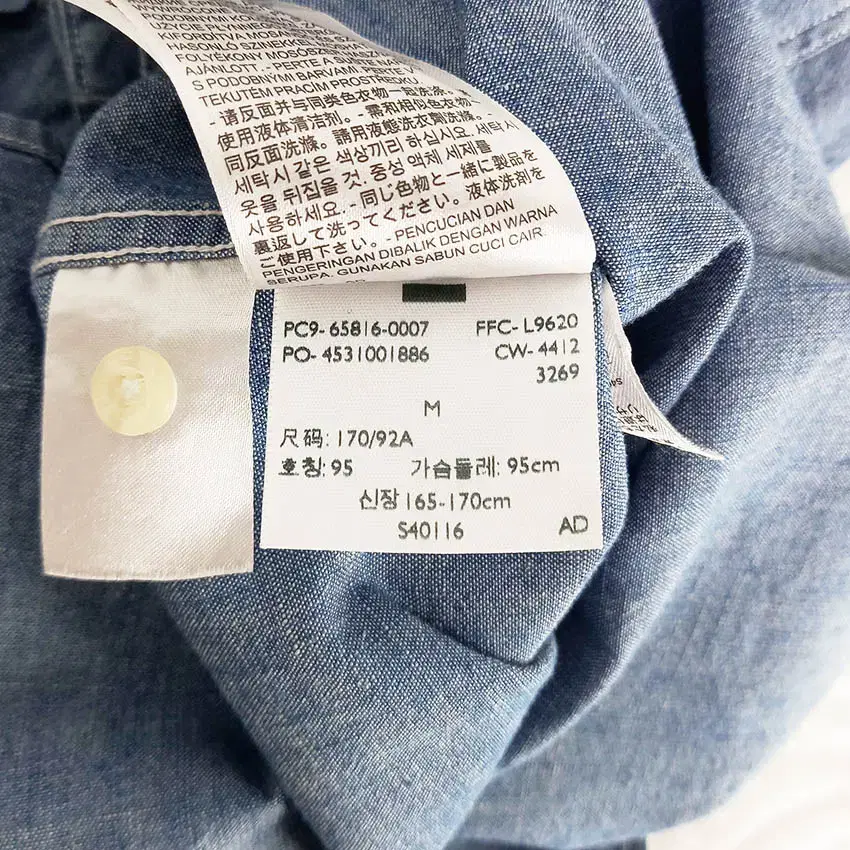 PODOBNYMI
UŻYCIE
KIFORDÍTVA
HASONLÓ SZÍNEKKEL
FOLYÉKONY MOSÓSZER
AJÁNLOTT. - PERTE A
S PODOBNÝMI BARVAMI.
TEKUTÉM PRACÍM PROSTŘEDKU
- 请反面并与同类色衣物一起洗涤。
使用液体清洁剂。- 需和相似色衣物一
同反面洗滌。請用液態洗衣劑洗滌。-
세탁시 같은 색상끼리 하십시요. 세탁시
옷을 뒤집을 것. 중성 액체 세제를
사용하세요. - 同じ色物と一緒に製品を
裏返して洗ってください。液体洗剤を
ご使用下さい。- PENCUCIAN DAN
PENGERINGAN DIBALIK DENGAN WARNA
SERUPA. GUNAKAN SABUN CUCI CAIR.
PC9- 65816-0007 FFC- L9620
PO- 4531001886 CW- 4412
3269
M
尺码: 170/92A
호칭: 95 가슴둘레: 95cm
신장 165-170cm
S40116 AD